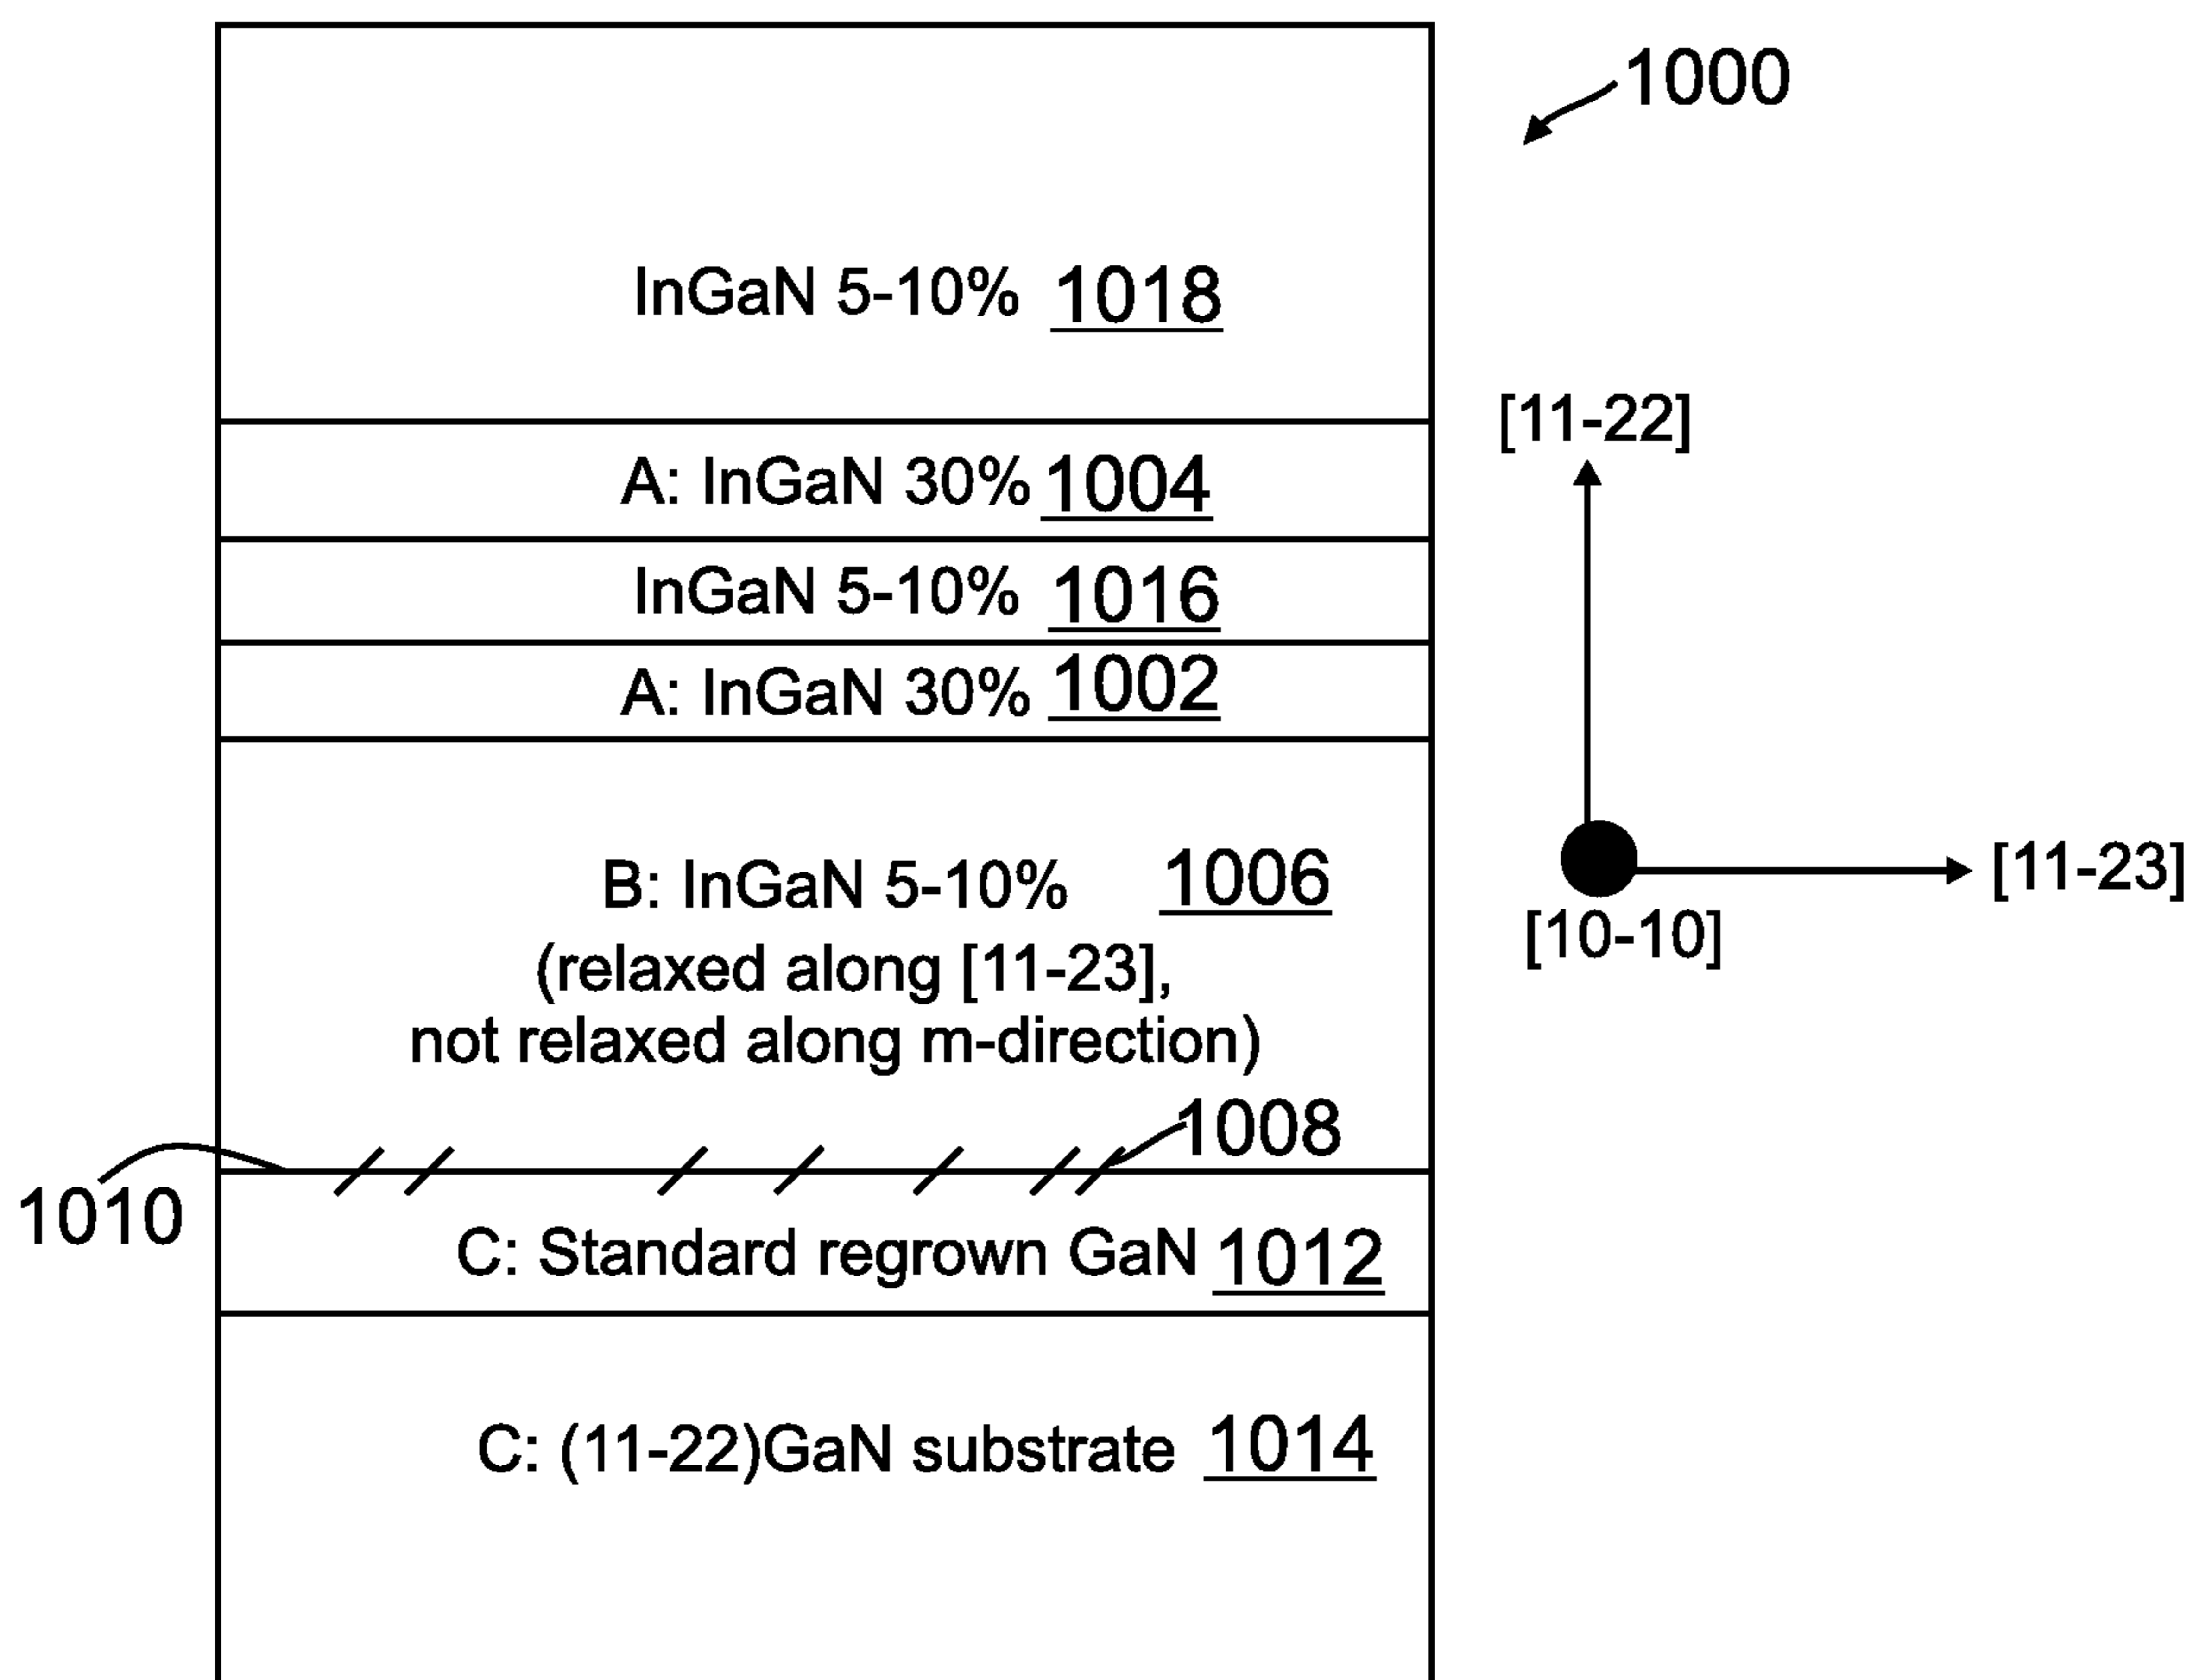 1000
InGaN 5-10% 1018
[11-22]
A: InGaN 30% 1004
InGaN 5-10% 1016
A: InGaN 30% 1002
B: InGaN 5-10% 1006
[11-23]
[10-10]
(relaxed along [11-23],
not relaxed along m-direction)
1008
1010
C: Standard regrown GaN 1012
C: (11-22)GaN substrate 1014